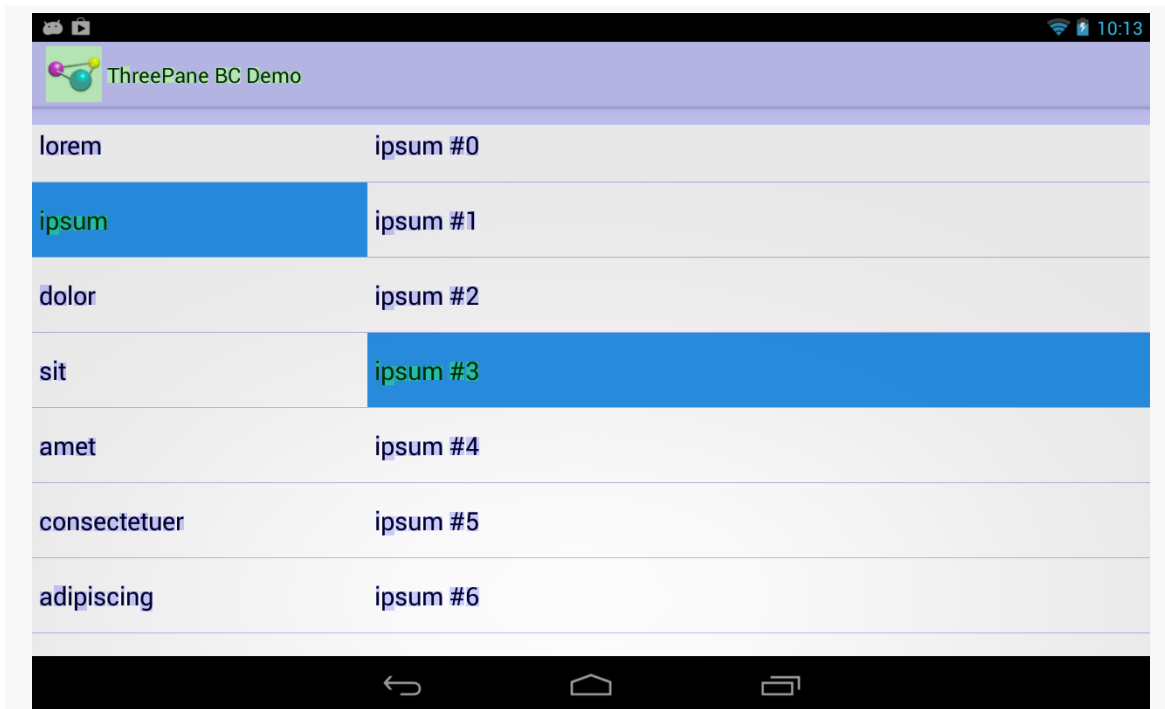 10:13
ThreePane BC Demo
lorem ipsum #0
ipsum ipsum #1
dolor ipsum #2
sit ipsum #3
amet ipsum #4
consectetuer ipsum #5
adipiscing ipsum #6